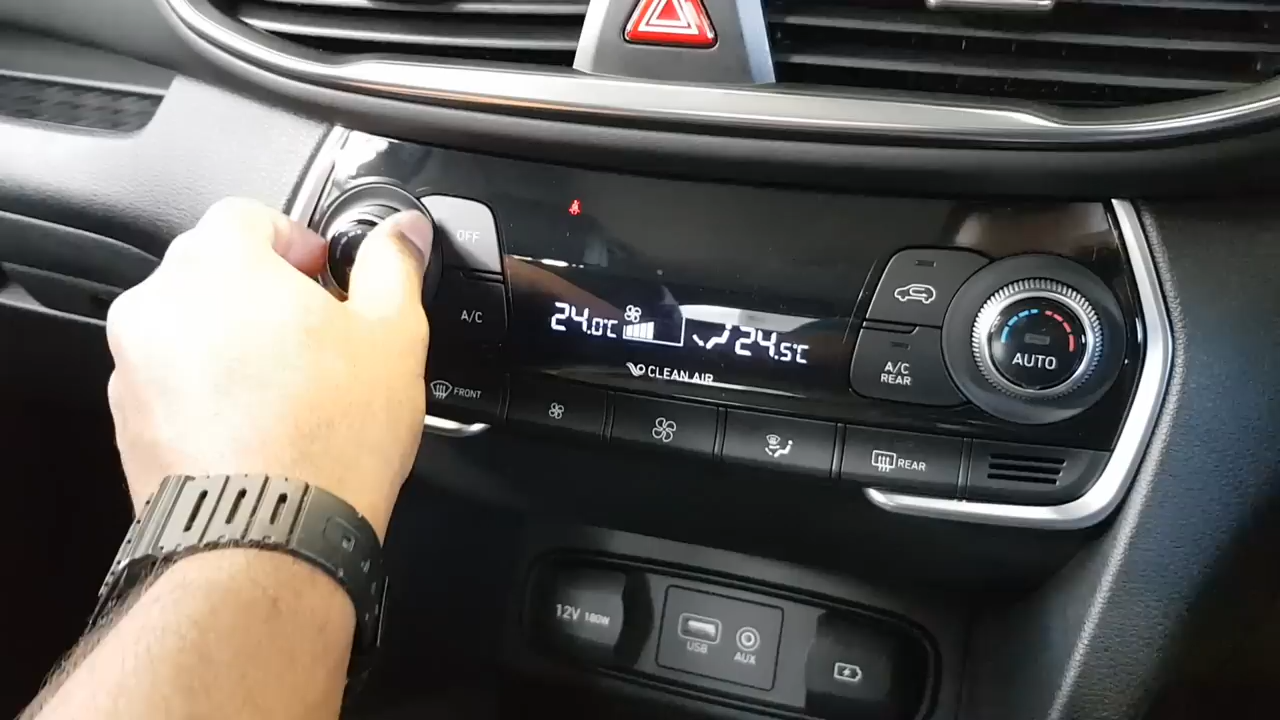 OFF
A/C
24.0°C
24.5°C
CLEAN AIR
FRONT
A/C
REAR
AUTO
REAR
12V 180W
USB
AUX